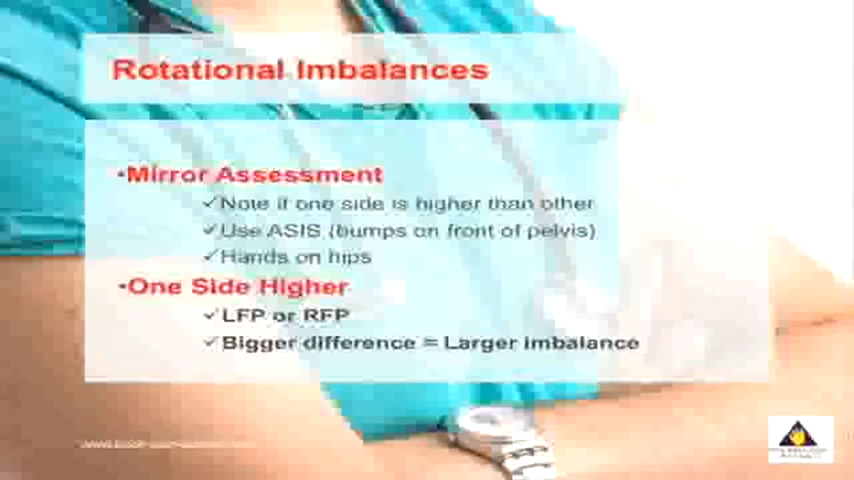 Rotational Imbalances
•Mirror Assessment
✓Note if one side is higher than other
✓Use ASIS (bumps on front of pelvis)
✓Hands on hips
•One Side Higher
✓LFP or RFP
✓Bigger difference = Larger imbalance